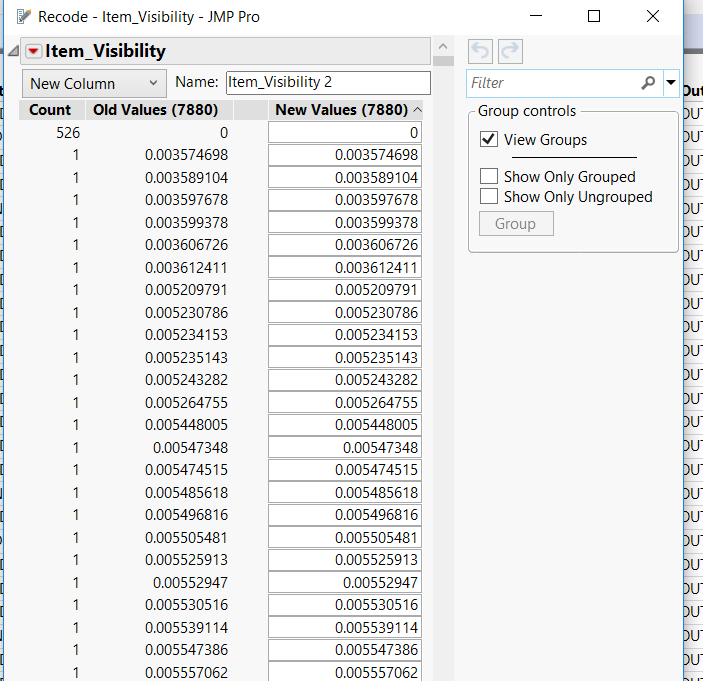 Recode - Item_Visibility - JMP Pro
Item_Visibility
New Column Name: Item_Visibility 2
Filter
Count Old Values (7880) New Values (7880)
Group controls
526 0 0
View Groups
1 0.003574698 0.003574698
1 0.003589104 0.003589104
Show Only Grouped
1 0.003597678 0.003597678
Show Only Ungrouped
1 0.003599378 0.003599378
Group
1 0.003606726 0.003606726
1 0.003612411 0.003612411
1 0.005209791 0.005209791
1 0.005230786 0.005230786
1 0.005234153 0.005234153
1 0.005235143 0.005235143
1 0.005243282 0.005243282
1 0.005264755 0.005264755
1 0.005448005 0.005448005
1 0.00547348 0.00547348
1 0.005474515 0.005474515
1 0.005485618 0.005485618
1 0.005496816 0.005496816
1 0.005505481 0.005505481
1 0.005525913 0.005525913
1 0.00552947 0.00552947
1 0.005530516 0.005530516
1 0.005539114 0.005539114
1 0.005547386 0.005547386
1 0.005557062 0.005557062